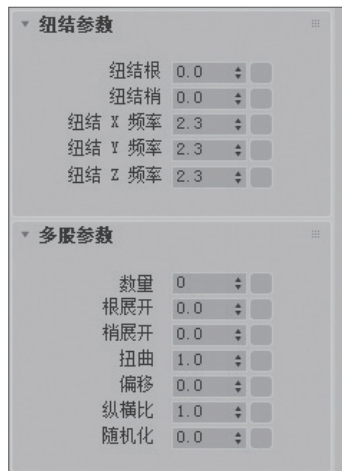 纽结参数
纽结根 0.0
纽结梢 0.0
纽结 X 频率 2.3
纽结 Y 频率 2.3
纽结 Z 频率 2.3
多股参数
数量 0
根展开 0.0
梢展开 0.0
扭曲 1.0
偏移 0.0
纵横比 1.0
随机化 0.0